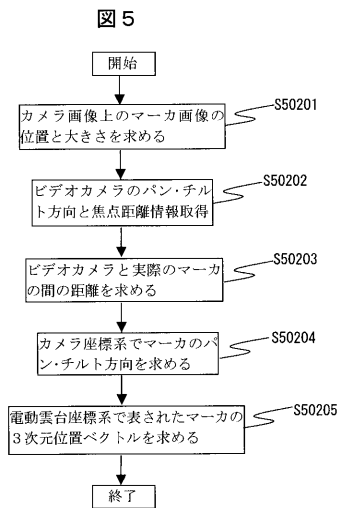 図5
開始
カメラ画像上のマーカ画像の
位置と大きさを求める
S50201
ビデオカメラのパン・チル
ト方向と焦点距離情報取得
S50202
ビデオカメラと実際のマーカ
の間の距離を求める
S50203
カメラ座標系でマーカのパ
ン・チルト方向を求める
S50204
電動雲台座標系で表されたマーカの
3次元位置ベクトルを求める
S50205
終了